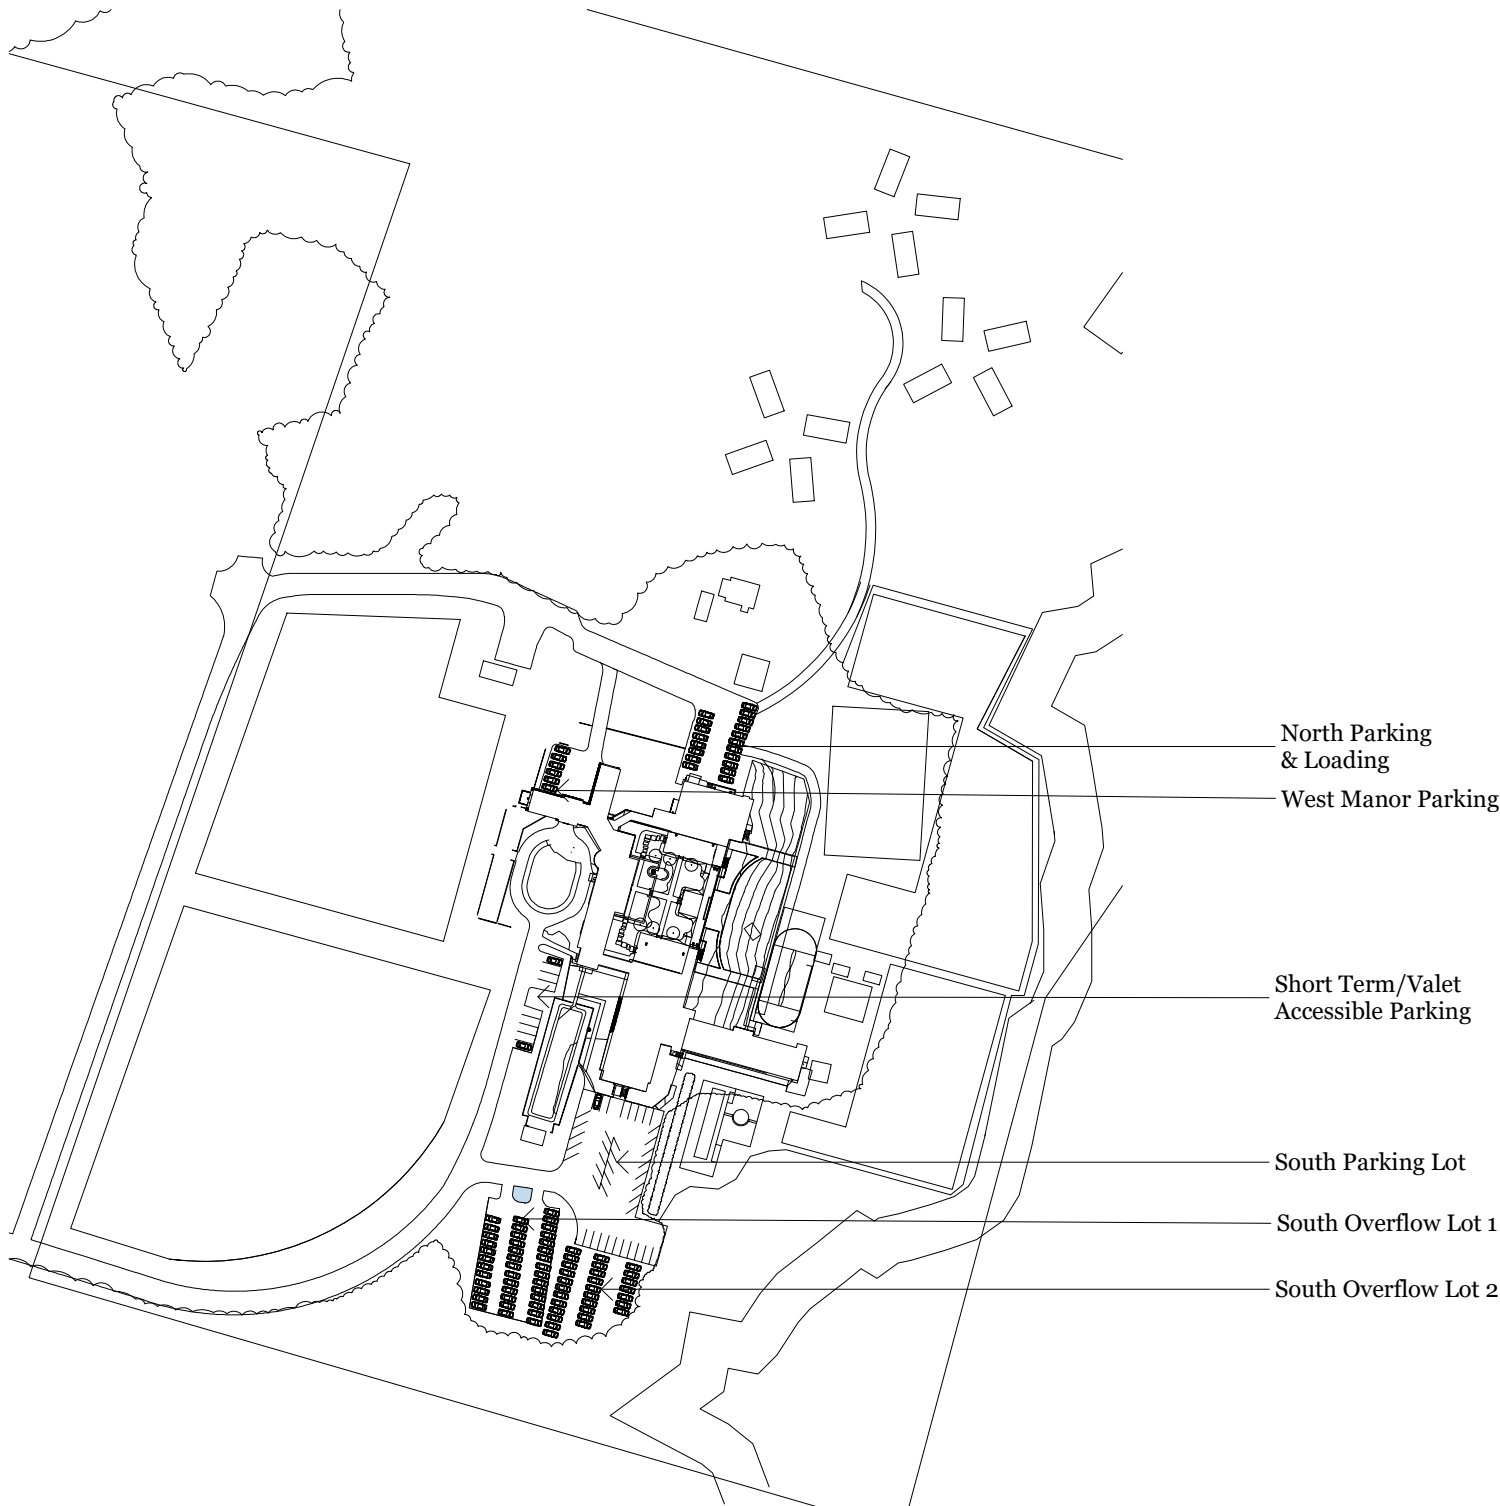 North Parking
& Loading
West Manor Parking
Short Term/Valet
Accessible Parking
South Parking Lot
South Overflow Lot 1
South Overflow Lot 2